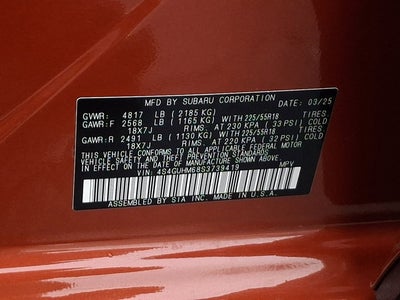 MFD BY SUBARU CORPORATION DATE: 03/25
GVWR: 4817 LB (2185 KG)
GAWR:F 2568 LB (1165 KG) WITH 225/55R18 TIRES
18X7J RIMS. AT 230 KPA (33 PSI) COLD
GAWR:R 2491 LB (1130 KG) WITH 225/55R18 TIRES
18X7J RIMS. AT 220 KPA (32 PSI) COLD
THIS VEHICLE CONFORMS TO ALL APPLICABLE FEDERAL MOTOR
VEHICLE SAFETY, BUMPER, AND THEFT PREVENTION STANDARDS
IN EFFECT ON THE DATE OF MANUFACTURE SHOWN ABOVE.
VIN: 4S4GUHM68S3739419 MPV
ASSEMBLED BY SIA INC. MADE IN U.S.A.